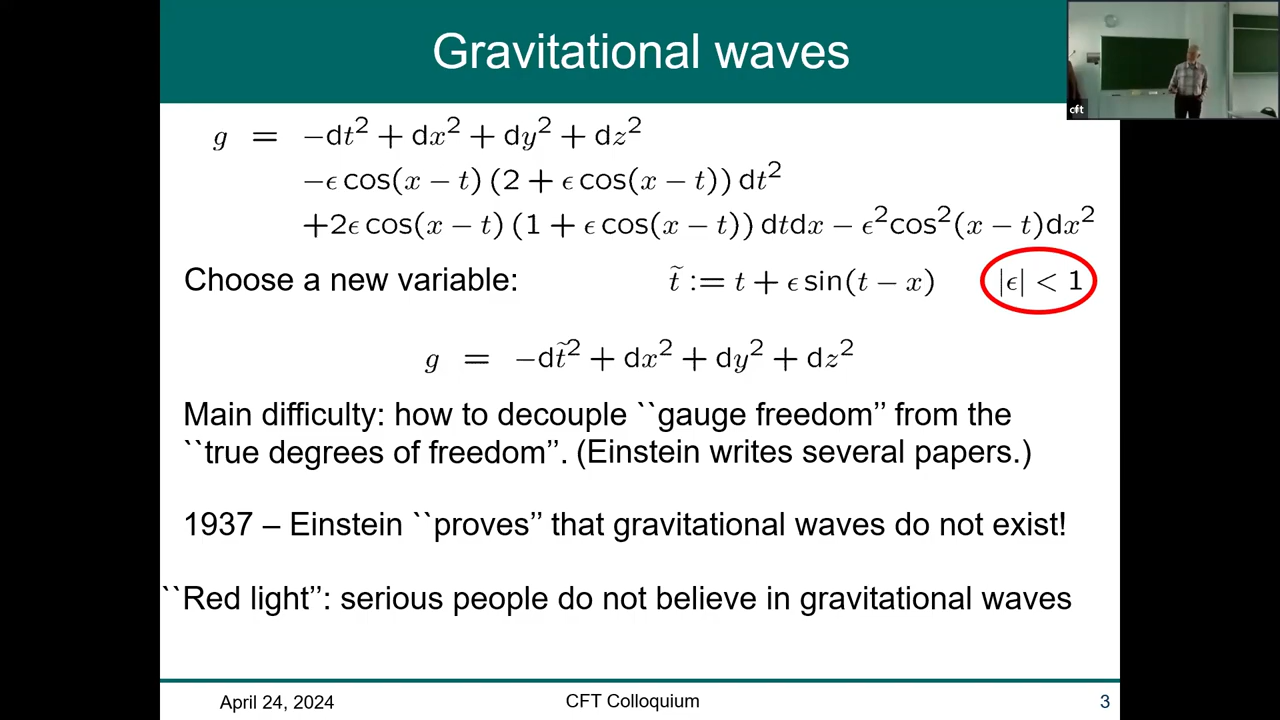 Gravitational waves
cft
g = −dt² + dx² + dy² + dz²
−ϵ cos(x − t) (2 + ϵ cos(x − t)) dt²
+2ϵ cos(x − t) (1 + ϵ cos(x − t)) dtdx − ϵ²cos²(x − t)dx²
Choose a new variable: t̃ := t + ϵ sin(t − x) |ϵ| < 1
g = −dt̃² + dx² + dy² + dz²
Main difficulty: how to decouple ``gauge freedom'' from the
``true degrees of freedom''. (Einstein writes several papers.)
1937 – Einstein ``proves'' that gravitational waves do not exist!
``Red light'': serious people do not believe in gravitational waves
April 24, 2024 CFT Colloquium 3